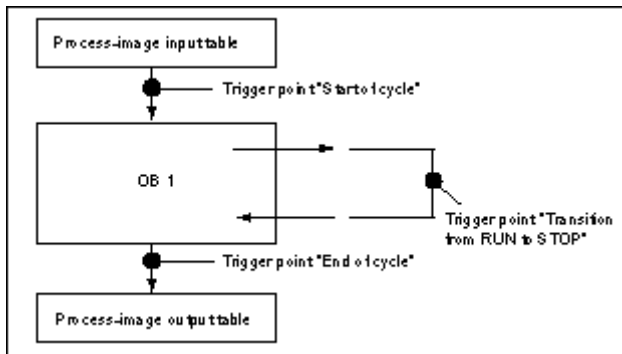 Process-image input table
Trigger point "Start of cycle"
OB 1
Trigger point "Transition
from RUN to STOP"
Trigger point "End of cycle"
Process-image output table